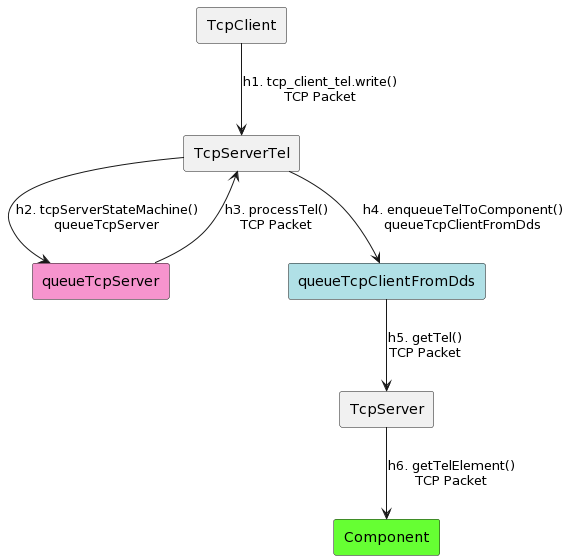 TcpClient
h1. tcp_client_tel.write()
TCP Packet
TcpServerTel
h2. tcpServerStateMachine()
queueTcpServer
h3. processTel()
TCP Packet
h4. enqueueTelToComponent()
queueTcpClientFromDds
queueTcpServer
queueTcpClientFromDds
h5. getTel()
TCP Packet
TcpServer
h6. getTelElement()
TCP Packet
Component